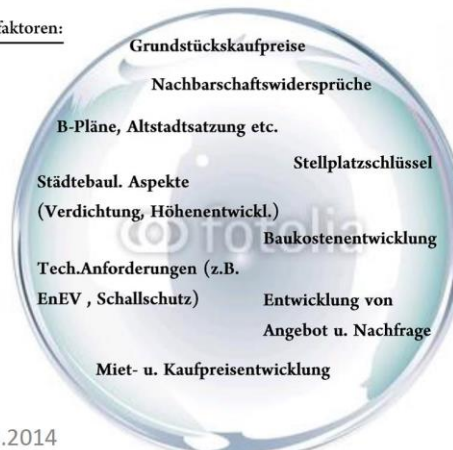 faktoren:
Grundstückskaufpreise
Nachbarschaftswidersprüche
B-Pläne, Altstadtsatzung etc.
Stellplatzschlüssel
Städtebaul. Aspekte
(Verdichtung, Höhenentwickl.)
fotolia
Baukostenentwicklung
Tech.Anforderungen (z.B.
EnEV , Schallschutz)
Entwicklung von
Angebot u. Nachfrage
Miet- u. Kaufpreisentwicklung
.2014